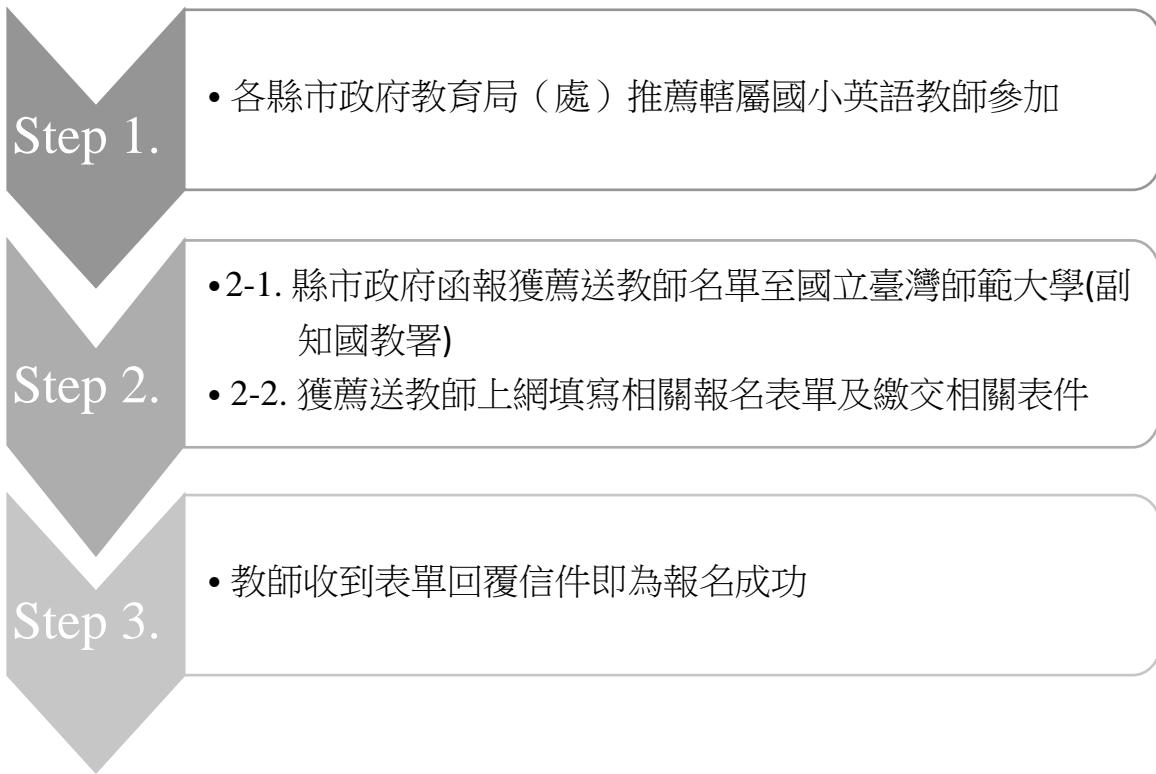 Step 1.
• 各縣市政府教育局（處）推薦轄屬國小英語教師參加
Step 2.
•2-1. 縣市政府函報獲薦送教師名單至國立臺灣師範大學(副
知國教署)
• 2-2. 獲薦送教師上網填寫相關報名表單及繳交相關表件
Step 3.
• 教師收到表單回覆信件即為報名成功